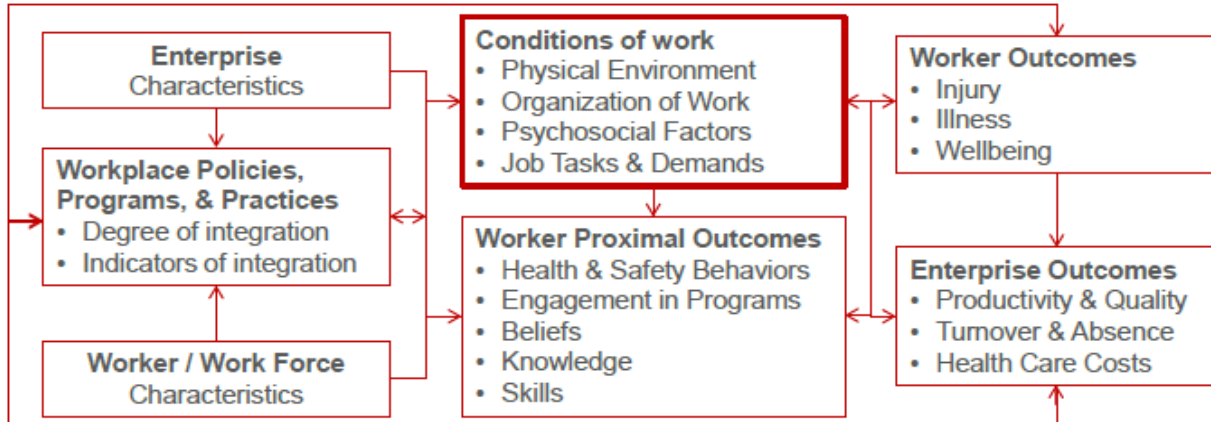 Enterprise
Characteristics
Workplace Policies,
Programs, & Practices
• Degree of integration
• Indicators of integration
Worker / Work Force
Characteristics
Conditions of work
• Physical Environment
• Organization of Work
• Psychosocial Factors
• Job Tasks & Demands
Worker Proximal Outcomes
• Health & Safety Behaviors
• Engagement in Programs
• Beliefs
• Knowledge
• Skills
Worker Outcomes
• Injury
• Illness
• Wellbeing
Enterprise Outcomes
• Productivity & Quality
• Turnover & Absence
• Health Care Costs